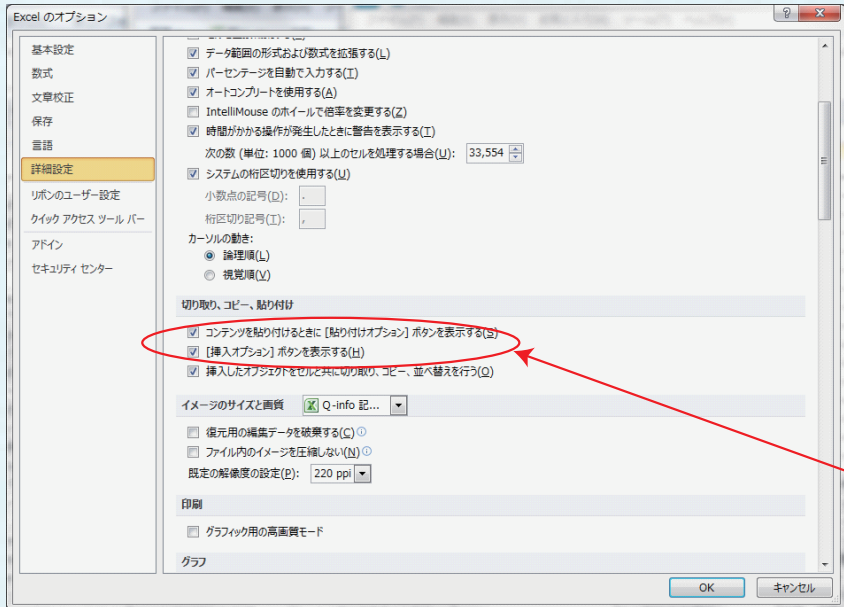 Excel のオプション
基本設定
数式
文章校正
保存
言語
詳細設定
リボンのユーザー設定
クイック アクセス ツール バー
アドイン
セキュリティ センター
データ範囲の形式および数式を拡張する(L)
パーセンテージを自動で入力する(T)
オートコンプリートを使用する(A)
IntelliMouse のホイールで倍率を変更する(Z)
時間がかかる操作が発生したときに警告を表示する(T)
次の数 (単位: 1000 個) 以上のセルを処理する場合(U): 33,554
システムの桁区切りを使用する(U)
小数点の記号(D): .
桁区切り記号(T): ,
カーソルの動き:
論理順(L)
視覚順(V)
切り取り、コピー、貼り付け
コンテンツを貼り付けるときに [貼り付けオプション] ボタンを表示する(S)
[挿入オプション] ボタンを表示する(H)
挿入したオブジェクトをセルと共に切り取り、コピー、並べ替えを行う(O)
イメージのサイズと画質 Q-info 記...
復元用の編集データを破棄する(C)
ファイル内のイメージを圧縮しない(N)
既定の解像度の設定(P): 220 ppi
印刷
グラフィック用の高画質モード
グラフ
OK キャンセル